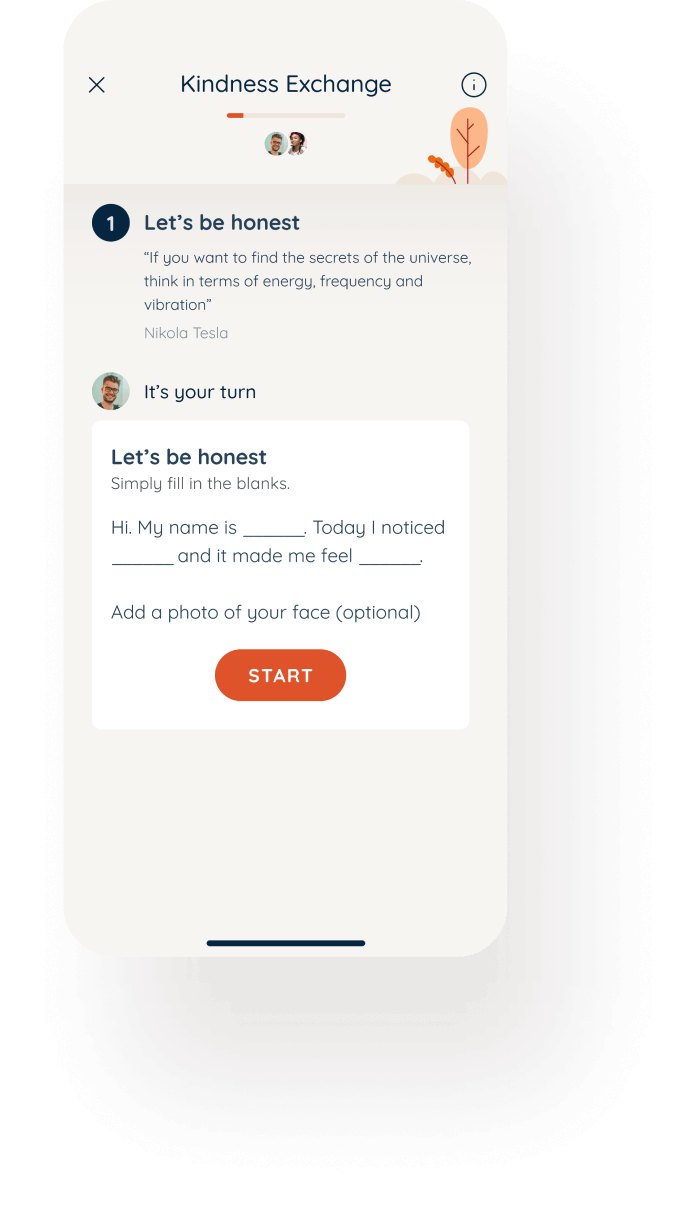 Kindness Exchange
1
Let’s be honest
“If you want to find the secrets of the universe,
think in terms of energy, frequency and
vibration”
Nikola Tesla
It’s your turn
Let’s be honest
Simply fill in the blanks.
Hi. My name is ______. Today I noticed
______ and it made me feel ______.
Add a photo of your face (optional)
START